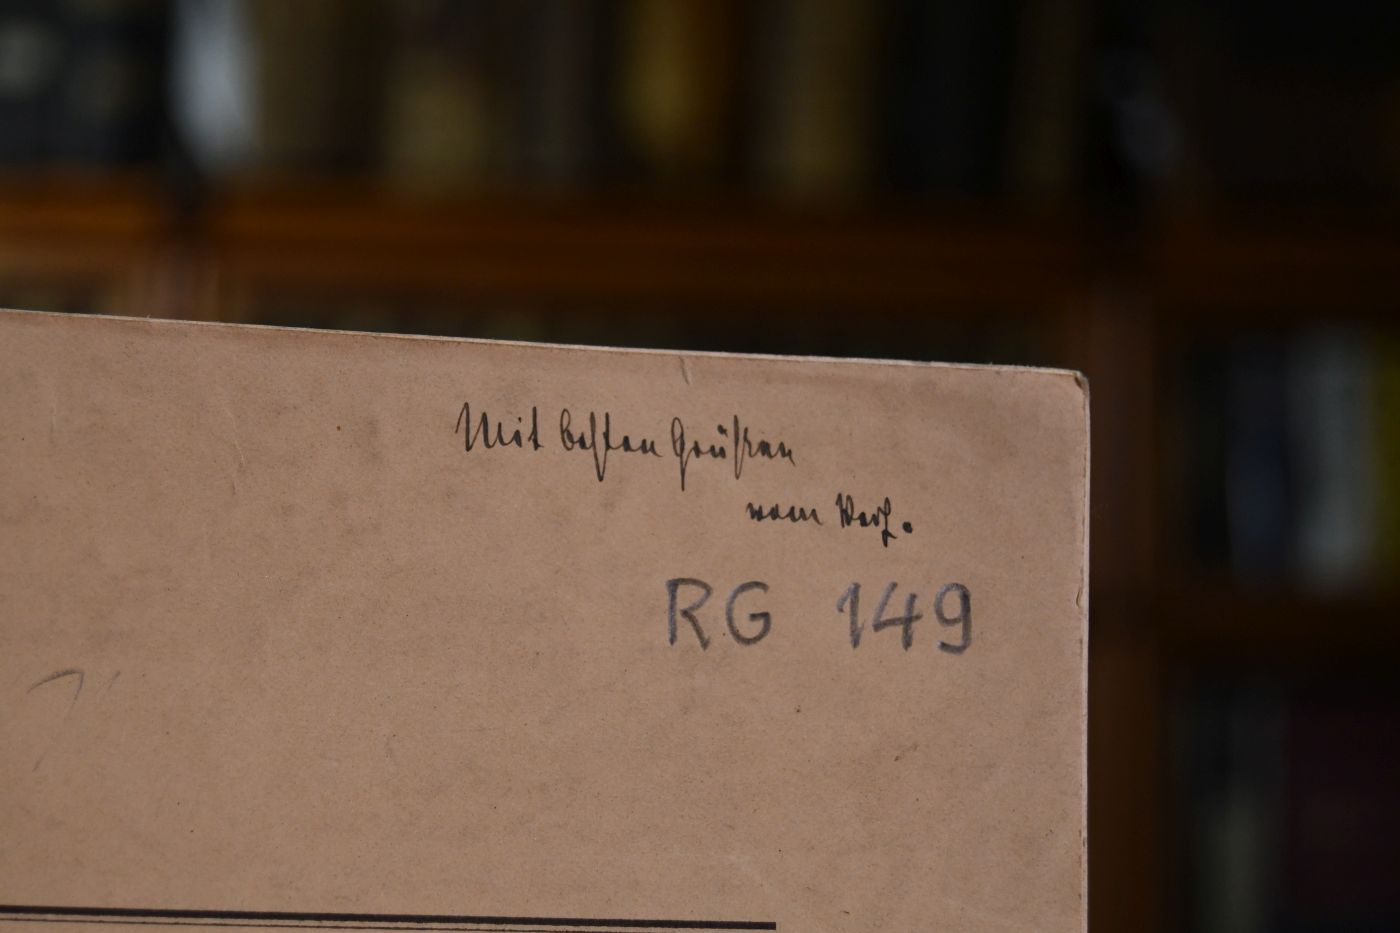 Mit besten Grüßen
vom Verf.
RG 149